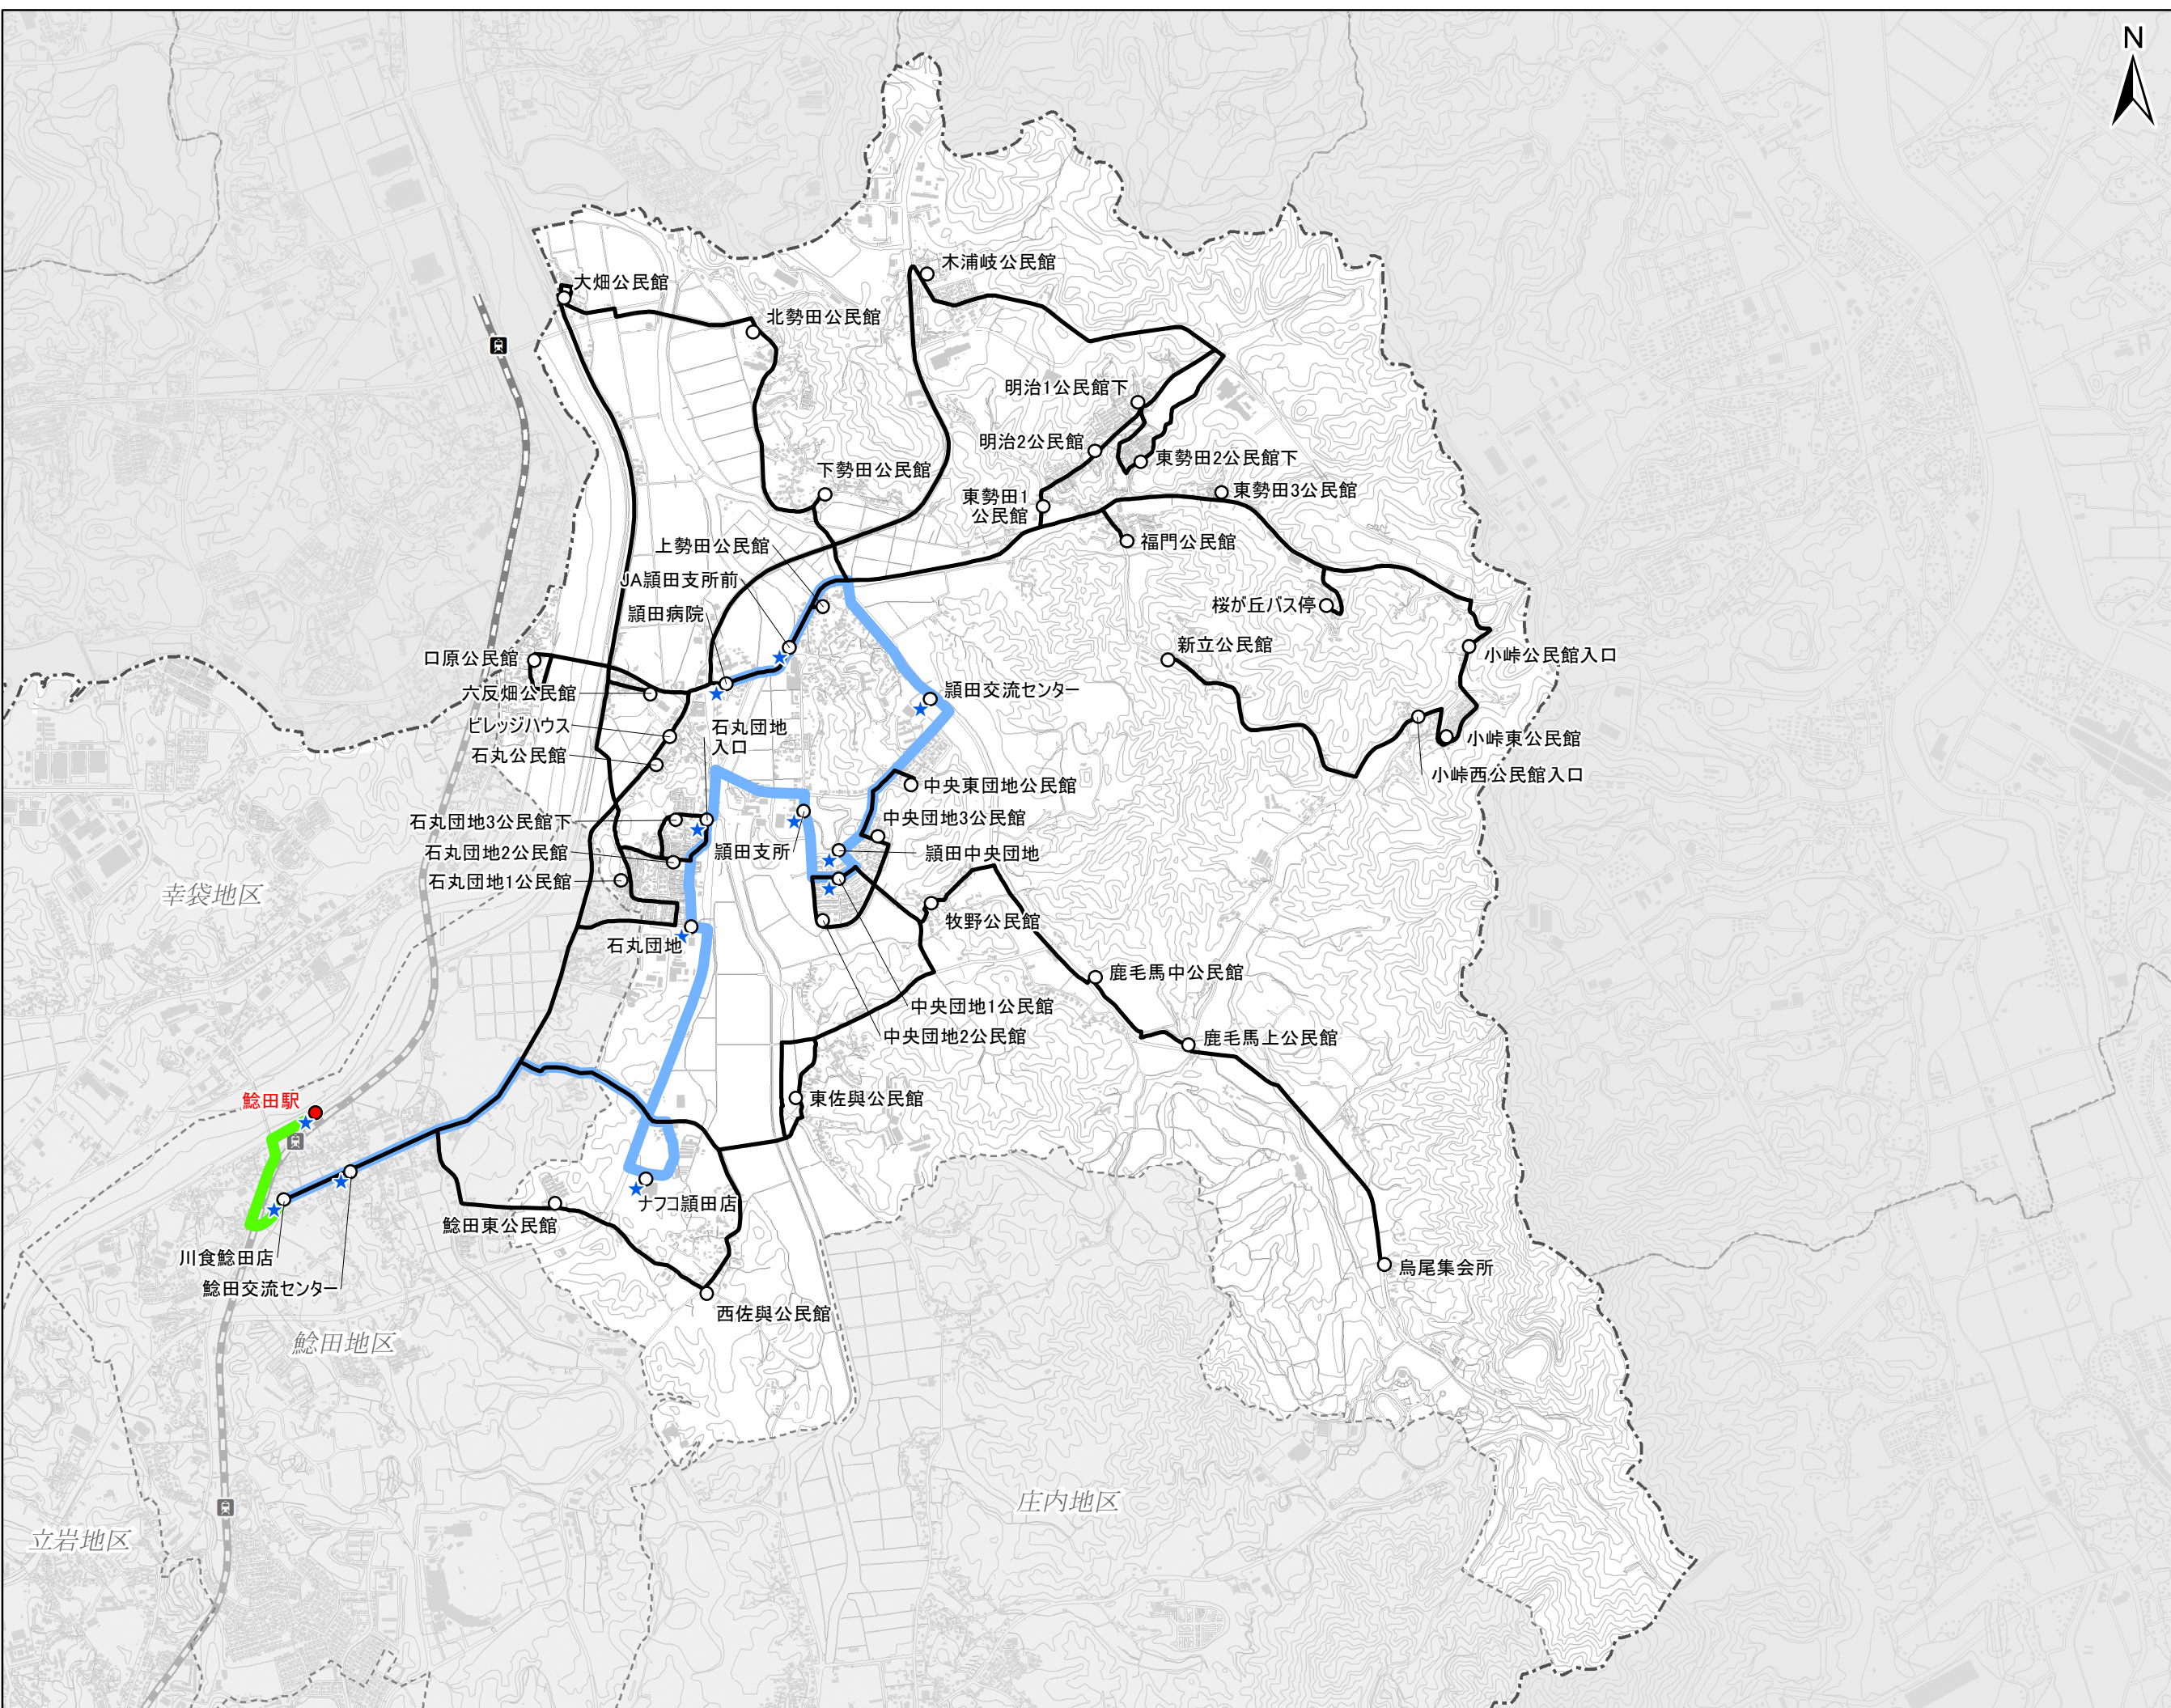 N
木浦岐公民館
大畑公民館
北勢田公民館
明治1公民館下
明治2公民館
東勢田2公民館下
下勢田公民館
東勢田3公民館
東勢田1
公民館
福門公民館
上勢田公民館
JA頴田支所前
頴田病院
桜が丘バス停
新立公民館
小峠公民館入口
口原公民館
六反畑公民館
頴田交流センター
ビレッジハウス
石丸団地
入口
石丸公民館
小峠東公民館
小峠西公民館入口
中央東団地公民館
石丸団地3公民館下
中央団地3公民館
石丸団地2公民館
頴田支所
頴田中央団地
石丸団地1公民館
幸袋地区
牧野公民館
石丸団地
鹿毛馬中公民館
中央団地1公民館
中央団地2公民館
鹿毛馬上公民館
鯰田駅
東佐與公民館
ナフコ頴田店
鯰田東公民館
川食鯰田店
鯰田交流センター
烏尾集会所
西佐與公民館
鯰田地区
庄内地区
立岩地区